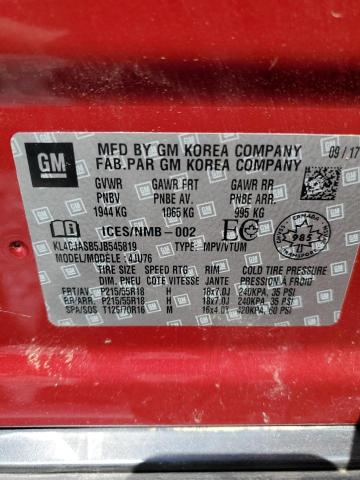 GM
MFD BY GM KOREA COMPANY 09/17
FAB.PAR GM KOREA COMPANY
GVWR GAWR FRT GAWR RR
PNBV PNBE AV. PNBE ARR.
1944 KG 1065 KG 995 KG
ICES/NMB-002 EC
CANADA
982
KL4CJASB5JB545819 TYPE: MPV/VTUM
MODEL/MODÈLE : 4JU76
TIRE SPEED RTG RIM COLD TIRE PRESSURE
PNEU DIM COTE VITESSE JANTE PRESSION À FROID
FRT/AV. P215/55R18 H 18x7.0J 240KPA, 35 PSI
RR/ARR. P215/55R18 H 18x7.0J 240KPA, 35 PSI
SPA/SOS T125/70R16 M 16x4.0T 420KPA, 60 PSI